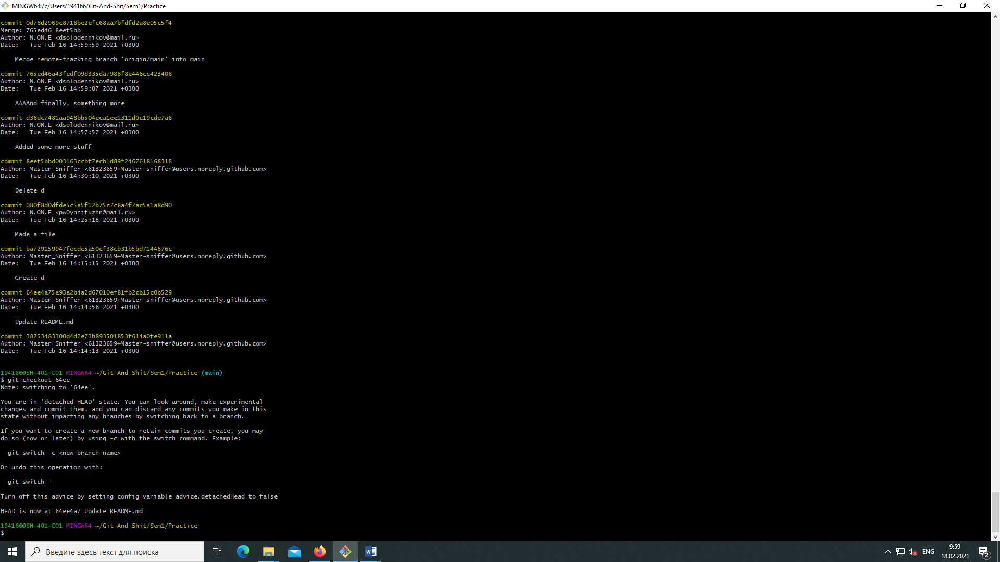 MINGW64:/c/Users/194166/Git-And-Shit/Sem1/Practice
commit 0d78d2969c8718be2efc68aa7bfdfd2a8e05c5f4
Merge: 765ed46 8eef5bb
Author: N.ON.E <dsolodennikov@mail.ru>
Date:   Tue Feb 16 14:59:59 2021 +0300
    Merge remote-tracking branch 'origin/main' into main
commit 765ed46a43fedf09d335da7986f8e446cc423408
Author: N.ON.E <dsolodennikov@mail.ru>
Date:   Tue Feb 16 14:59:07 2021 +0300
    AAAAnd finally, something more
commit d38dc7481aa948bb504eca1ee1311d0c19cde7a6
Author: N.ON.E <dsolodennikov@mail.ru>
Date:   Tue Feb 16 14:57:57 2021 +0300
    Added some more stuff
commit 8eef5bbd003163ccbf7ecb1d89f2467618168318
Author: Master_Sniffer <61323659+Master-sniffer@users.noreply.github.com>
Date:   Tue Feb 16 14:30:10 2021 +0300
    Delete d
commit 080f8d0dfde5c5a5f12b75c7c8a4f7ac5a1a8d90
Author: N.ON.E <pw0ynnjfuzhn@mail.ru>
Date:   Tue Feb 16 14:25:18 2021 +0300
    Made a file
commit ba729159947fecdc5a50cf38cb31b5bd7144876c
Author: Master_Sniffer <61323659+Master-sniffer@users.noreply.github.com>
Date:   Tue Feb 16 14:15:15 2021 +0300
    Create d
commit 64ee4a75a93a2b4a2d67010ef81fb2cb15c0b529
Author: Master_Sniffer <61323659+Master-sniffer@users.noreply.github.com>
Date:   Tue Feb 16 14:14:56 2021 +0300
    Update README.md
commit 38253483300d4d2e73b893501853f614a0fe911a
Author: Master_Sniffer <61323659+Master-sniffer@users.noreply.github.com>
Date:   Tue Feb 16 14:14:13 2021 +0300
194166@SH-401-C01 MINGW64 ~/Git-And-Shit/Sem1/Practice (main)
$ git checkout 64ee
Note: switching to '64ee'.
You are in 'detached HEAD' state. You can look around, make experimental
changes and commit them, and you can discard any commits you make in this
state without impacting any branches by switching back to a branch.
If you want to create a new branch to retain commits you create, you may
do so (now or later) by using -c with the switch command. Example:
  git switch -c <new-branch-name>
Or undo this operation with:
  git switch -
Turn off this advice by setting config variable advice.detachedHead to false
HEAD is now at 64ee4a7 Update README.md
194166@SH-401-C01 MINGW64 ~/Git-And-Shit/Sem1/Practice
$
Введите здесь текст для поиска
ENG
9:59
18.02.2021
2